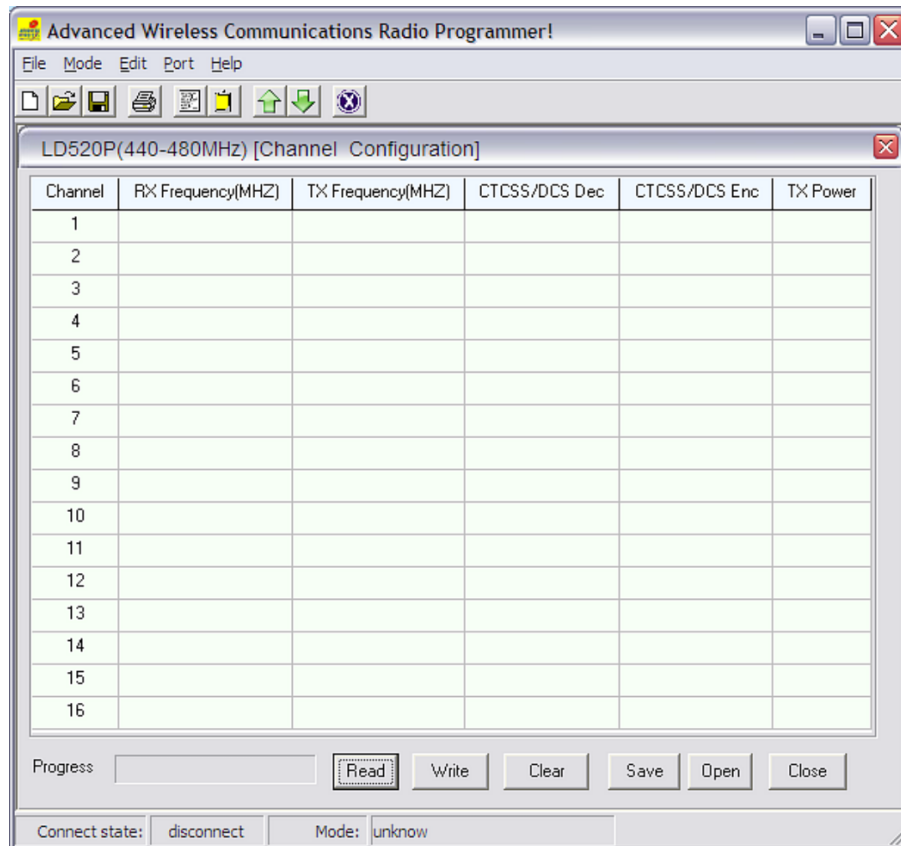 Advanced Wireless Communications Radio Programmer!
File Mode Edit Port Help
LD520P(440-480MHz) [Channel Configuration]
Channel RX Frequency(MHZ) TX Frequency(MHZ) CTCSS/DCS Dec CTCSS/DCS Enc TX Power
1
2
3
4
5
6
7
8
9
10
11
12
13
14
15
16
Progress Read Write Clear Save Open Close
Connect state: disconnect Mode: unknow